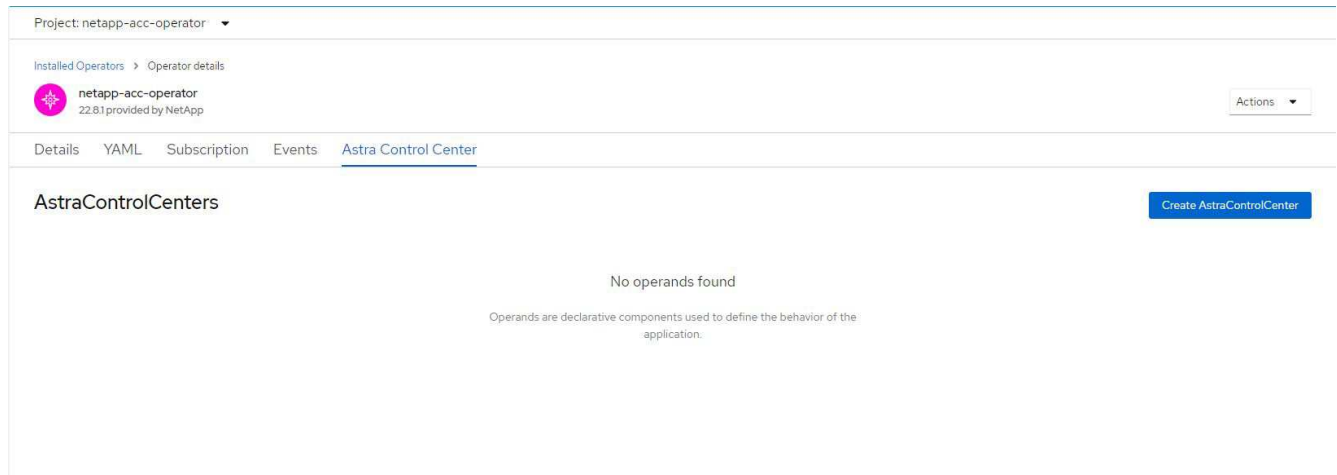 Project: netapp-acc-operator
Installed Operators > Operator details
netapp-acc-operator
22.8.1 provided by NetApp
Actions
Details YAML Subscription Events Astra Control Center
AstraControlCenters
Create AstraControlCenter
No operands found
Operands are declarative components used to define the behavior of the
application.